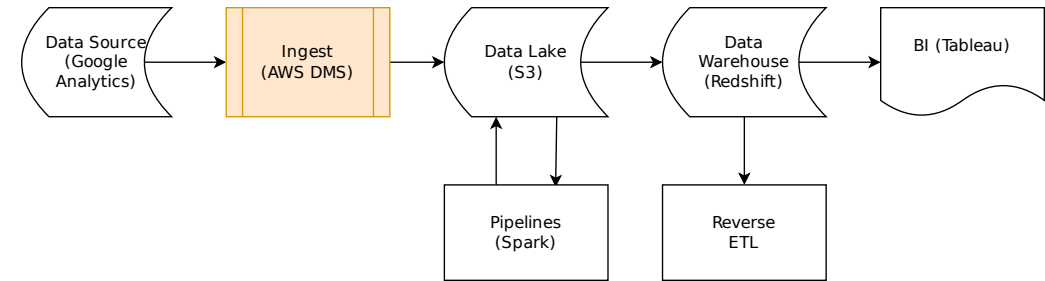 Data Source
(Google
Analytics)
Ingest
(AWS DMS)
Data Lake
(S3)
Data
Warehouse
(Redshift)
BI (Tableau)
Pipelines
(Spark)
Reverse
ETL